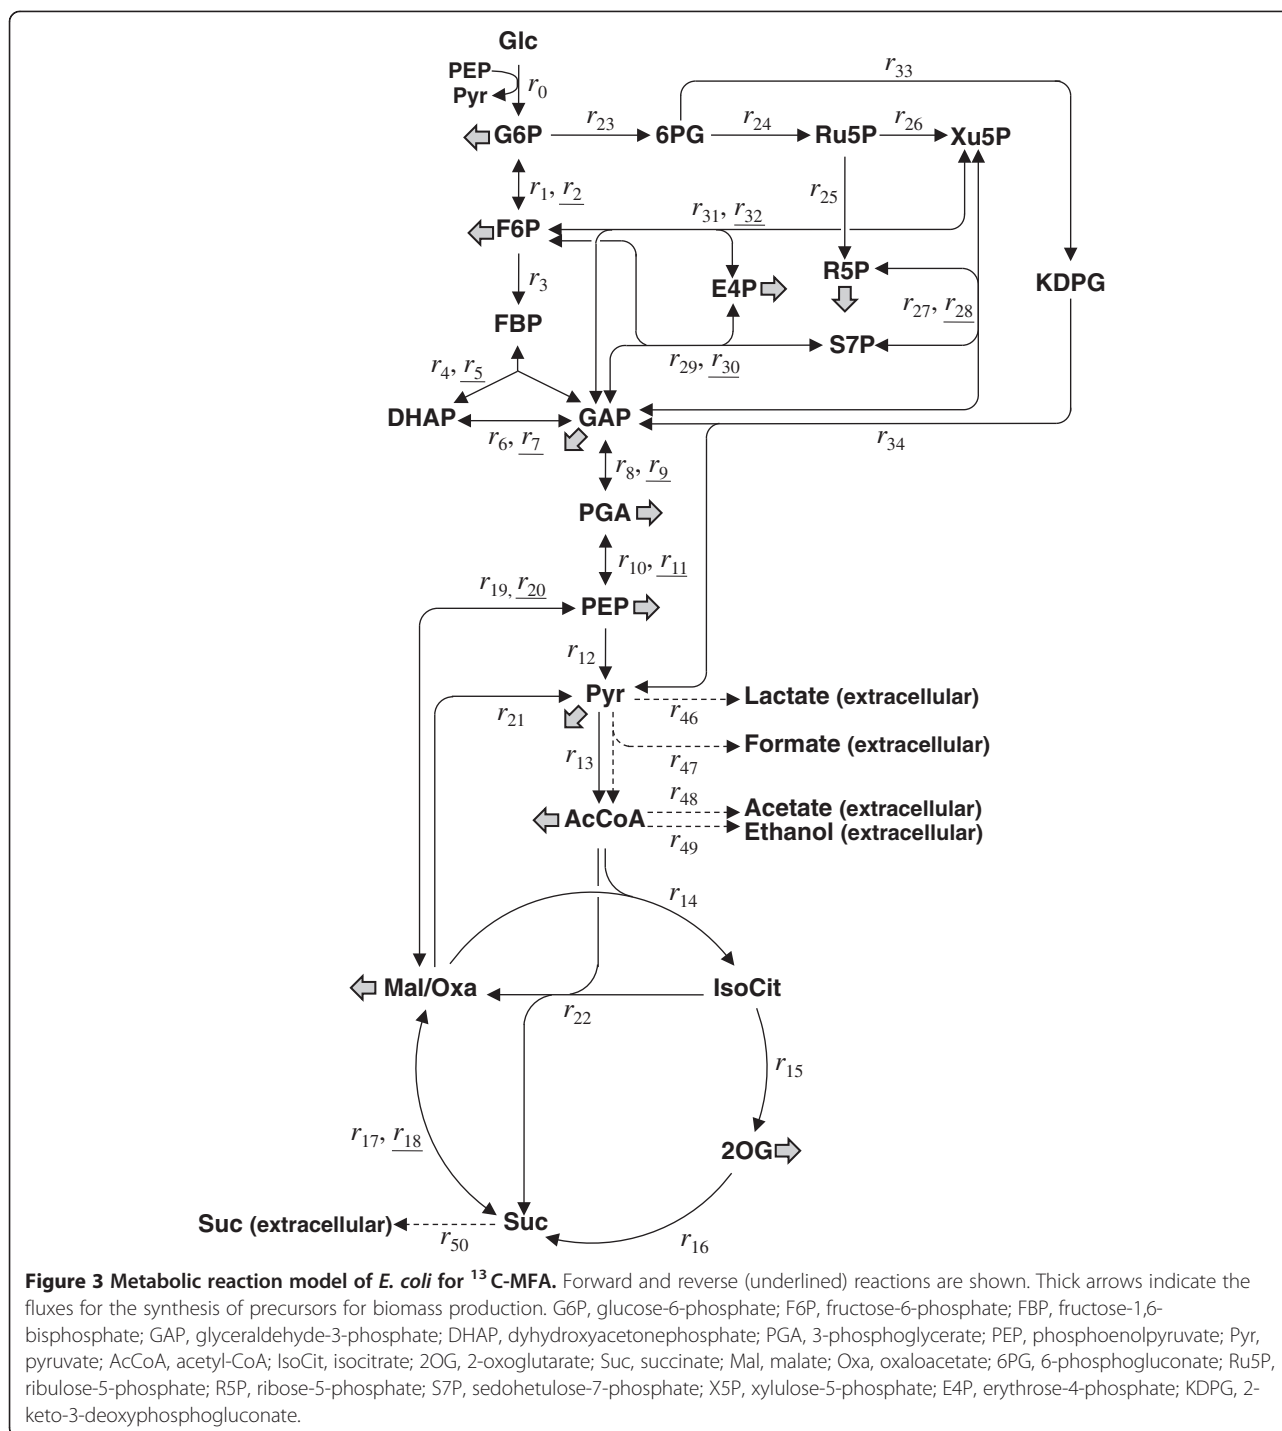 Glc
PEP
Pyr
r0
r33
G6P r23 6PG r24 Ru5P r26 Xu5P
r1, r2
r25
r31, r32
F6P
R5P
E4P
KDPG
r3
r27, r28
FBP
S7P
r29, r30
r4, r5
DHAP GAP
r6, r7
r34
r8, r9
PGA
r10, r11
r19, r20
PEP
r12
Pyr Lactate (extracellular)
r21 r46
Formate (extracellular)
r13 r47
r48
AcCoA Acetate (extracellular)
Ethanol (extracellular)
r49
r14
Mal/Oxa IsoCit
r22
r15
r17, r18
2OG
Suc (extracellular) Suc
r50 r16
Figure 3 Metabolic reaction model of E. coli for 13C-MFA. Forward and reverse (underlined) reactions are shown. Thick arrows indicate the
fluxes for the synthesis of precursors for biomass production. G6P, glucose-6-phosphate; F6P, fructose-6-phosphate; FBP, fructose-1,6-
bisphosphate; GAP, glyceraldehyde-3-phosphate; DHAP, dyhydroxyacetonephosphate; PGA, 3-phosphoglycerate; PEP, phosphoenolpyruvate; Pyr,
pyruvate; AcCoA, acetyl-CoA; IsoCit, isocitrate; 2OG, 2-oxoglutarate; Suc, succinate; Mal, malate; Oxa, oxaloacetate; 6PG, 6-phosphogluconate; Ru5P,
ribulose-5-phosphate; R5P, ribose-5-phosphate; S7P, sedohetulose-7-phosphate; X5P, xylulose-5-phosphate; E4P, erythrose-4-phosphate; KDPG, 2-
keto-3-deoxyphosphogluconate.